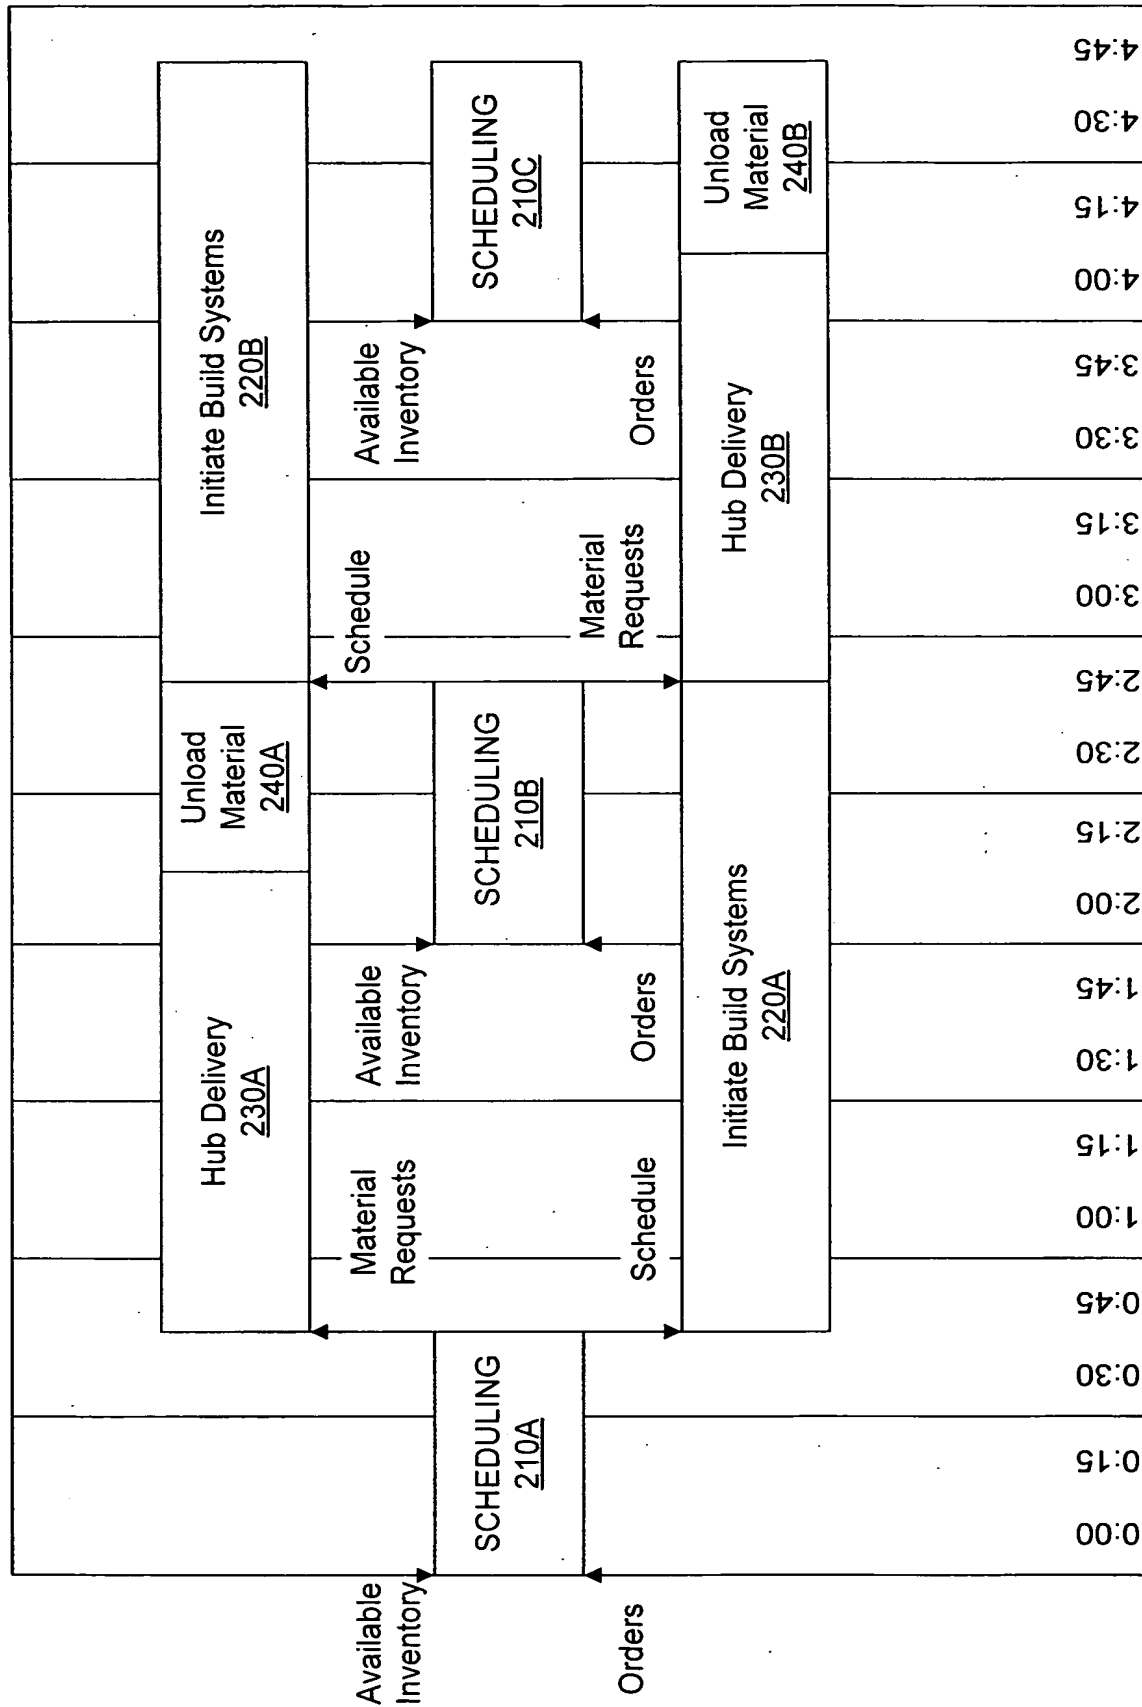 Available
Inventory
Orders
SCHEDULING
210A
Hub Delivery
230A
Unload
Material
240A
Initiate Build Systems
220B
Material
Requests
Available
Inventory
Schedule
Available
Inventory
SCHEDULING
210B
SCHEDULING
210C
Schedule
Orders
Material
Requests
Orders
Initiate Build Systems
220A
Hub Delivery
230B
Unload
Material
240B
0:00
0:15
0:30
0:45
1:00
1:15
1:30
1:45
2:00
2:15
2:30
2:45
3:00
3:15
3:30
3:45
4:00
4:15
4:30
4:45